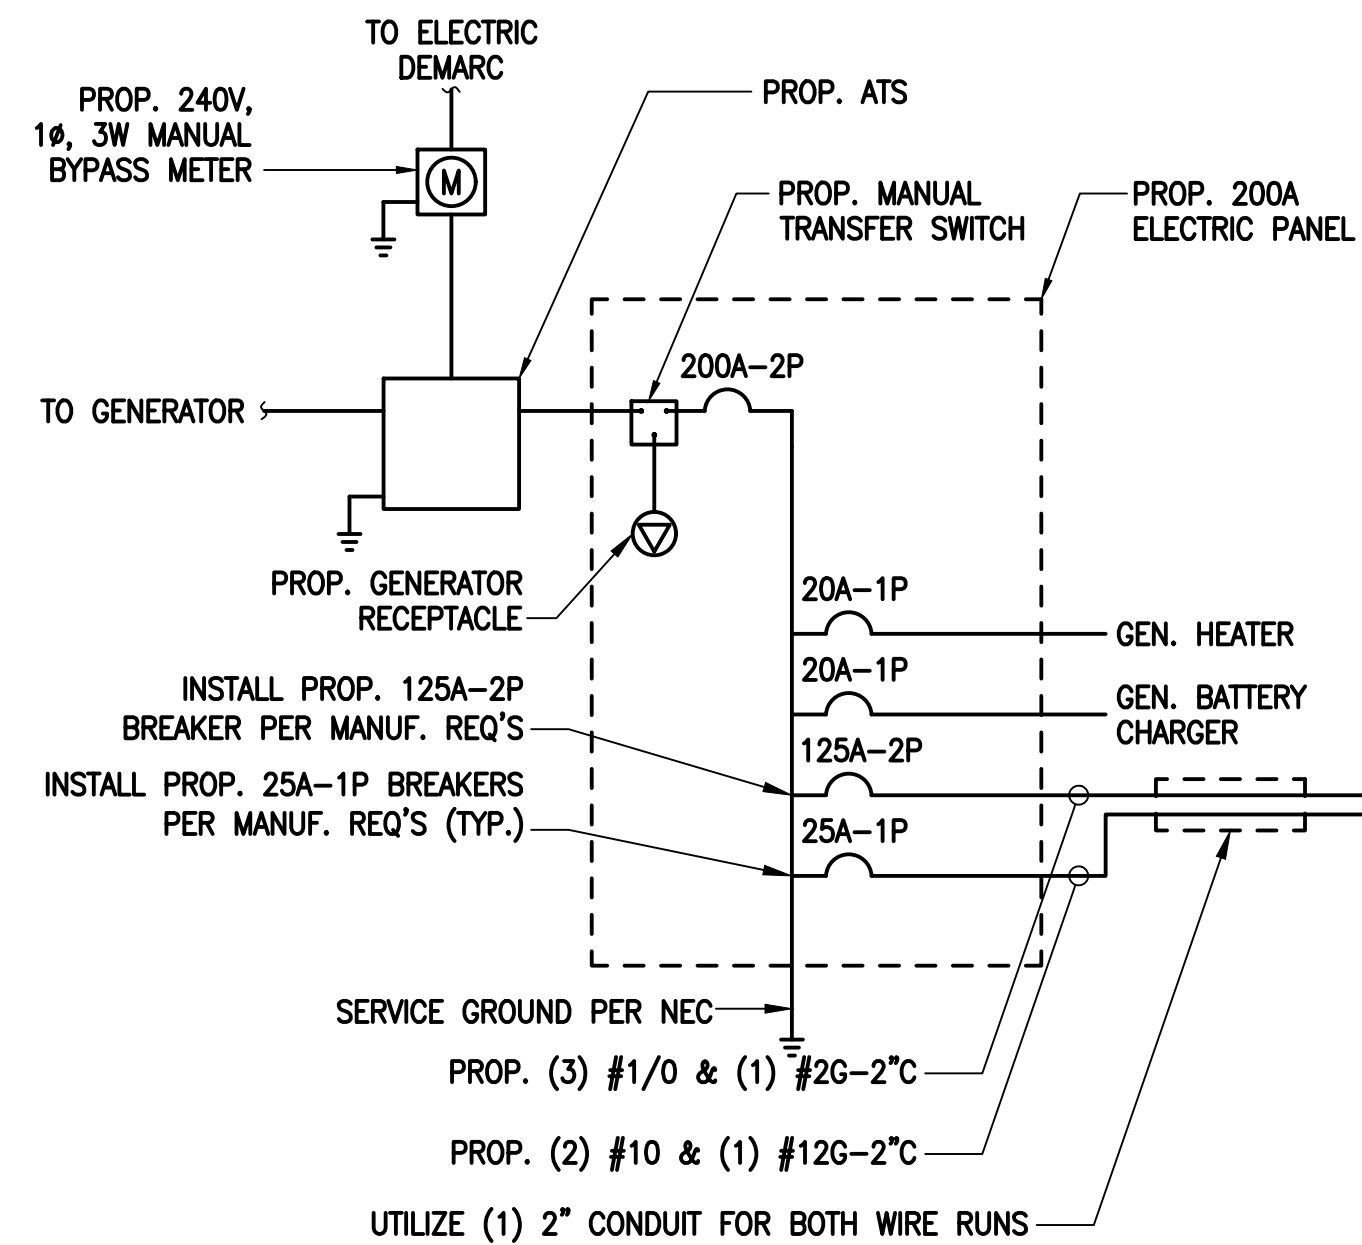 TO ELECTRIC
DEMARC
PROP. 240V,
1ø, 3W MANUAL
BYPASS METER
M
PROP. ATS
PROP. MANUAL
TRANSFER SWITCH
PROP. 200A
ELECTRIC PANEL
200A-2P
TO GENERATOR
PROP. GENERATOR
RECEPTACLE
20A-1P
GEN. HEATER
20A-1P
GEN. BATTERY
CHARGER
INSTALL PROP. 125A-2P
BREAKER PER MANUF. REQ'S
125A-2P
INSTALL PROP. 25A-1P BREAKERS
PER MANUF. REQ'S (TYP.)
25A-1P
SERVICE GROUND PER NEC
PROP. (3) #1/0 & (1) #2G-2"C
PROP. (2) #10 & (1) #12G-2"C
UTILIZE (1) 2" CONDUIT FOR BOTH WIRE RUNS